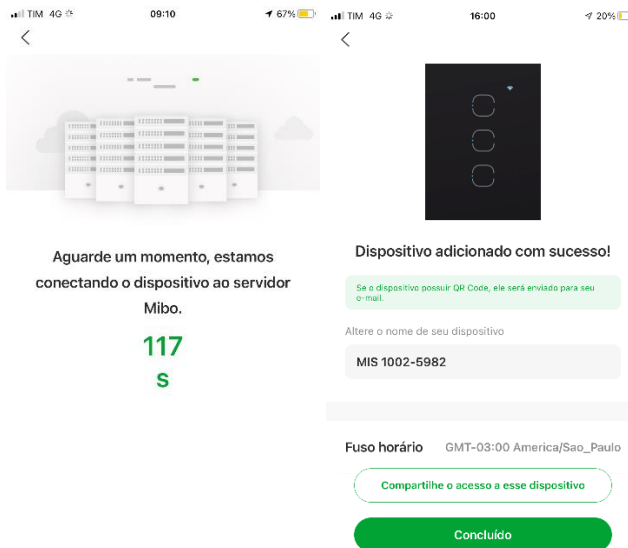 TIM 4G 09:10 67%
Aguarde um momento, estamos
conectando o dispositivo ao servidor
Mibo.
117
s
TIM 4G 16:00 20%
Dispositivo adicionado com sucesso!
Se o dispositivo possuir QR Code, ele será enviado para seu
e-mail.
Altere o nome de seu dispositivo
MIS 1002-5982
Fuso horário GMT-03:00 America/Sao_Paulo
Compartilhe o acesso a esse dispositivo
Concluído